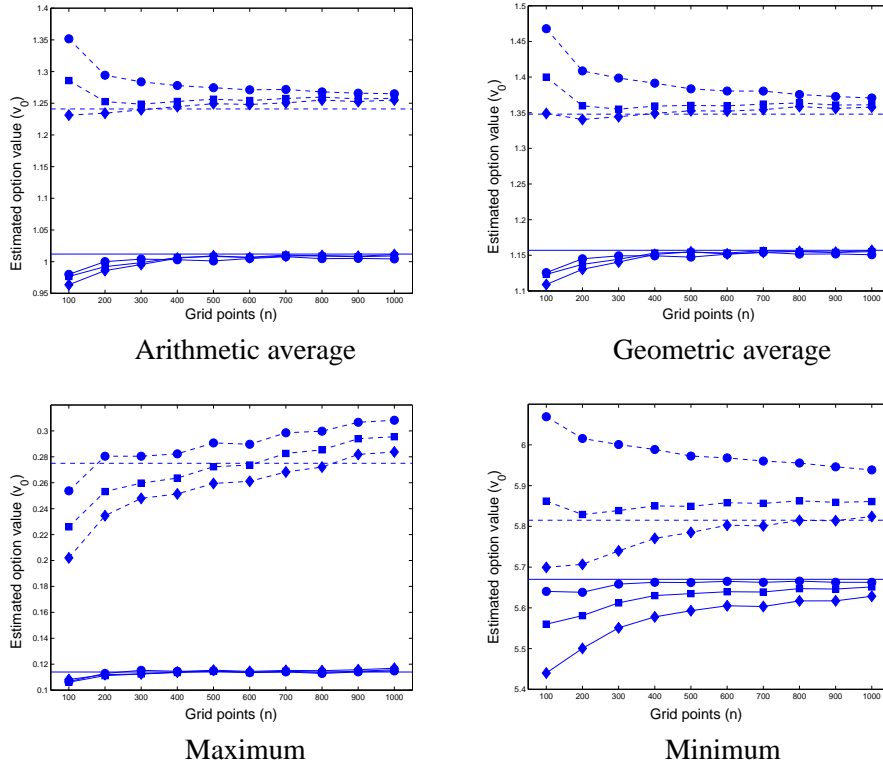 1.4
1.35
1.3
1.25
1.2
1.15
1.1
1.05
1
0.95
Estimated option value (v0)
100 200 300 400 500 600 700 800 900 1000
Grid points (n)
Arithmetic average
1.5
1.45
1.4
1.35
1.3
1.25
1.2
1.15
1.1
Estimated option value (v0)
100 200 300 400 500 600 700 800 900 1000
Grid points (n)
Geometric average
0.3
0.28
0.26
0.24
0.22
0.2
0.18
0.16
0.14
0.12
0.1
Estimated option value (v0)
100 200 300 400 500 600 700 800 900 1000
Grid points (n)
Maximum
6
5.9
5.8
5.7
5.6
5.5
5.4
Estimated option value (v0)
100 200 300 400 500 600 700 800 900 1000
Grid points (n)
Minimum